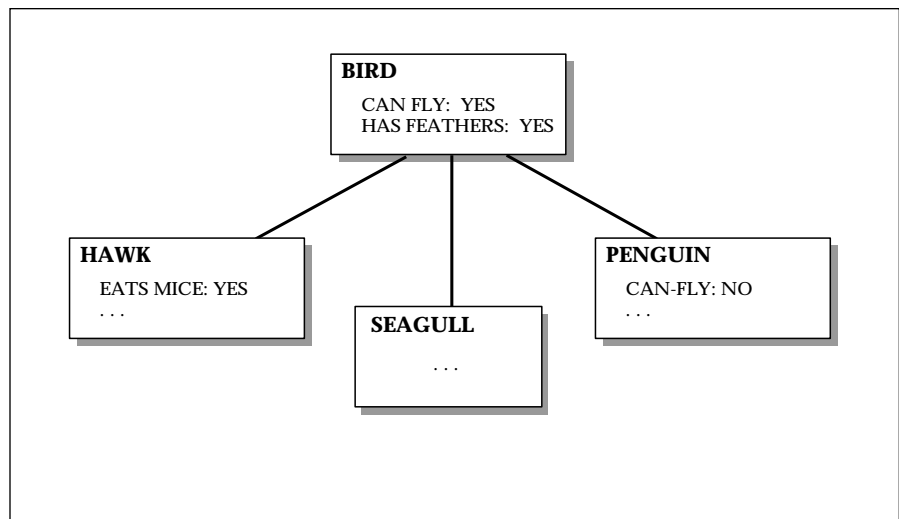 BIRD
CAN FLY: YES
HAS FEATHERS: YES
HAWK
EATS MICE: YES
. . .
SEAGULL
. . .
PENGUIN
CAN-FLY: NO
. . .